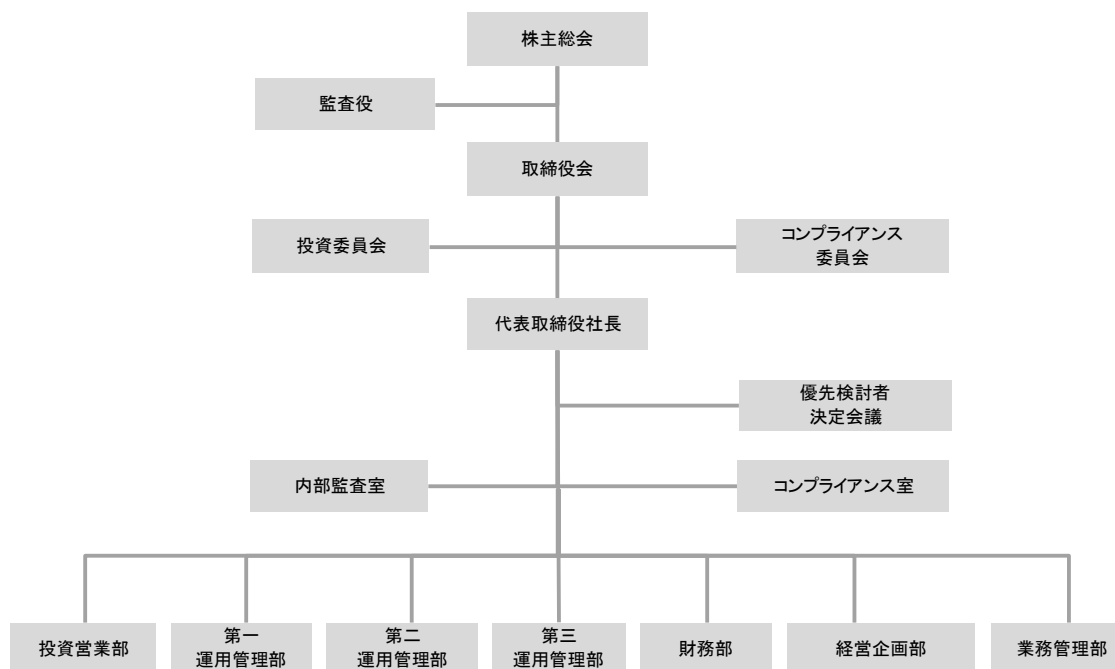 株主総会
監査役
取締役会
投資委員会
コンプライアンス
委員会
代表取締役社長
優先検討者
決定会議
内部監査室
コンプライアンス室
投資営業部
第一
運用管理部
第二
運用管理部
第三
運用管理部
財務部
経営企画部
業務管理部